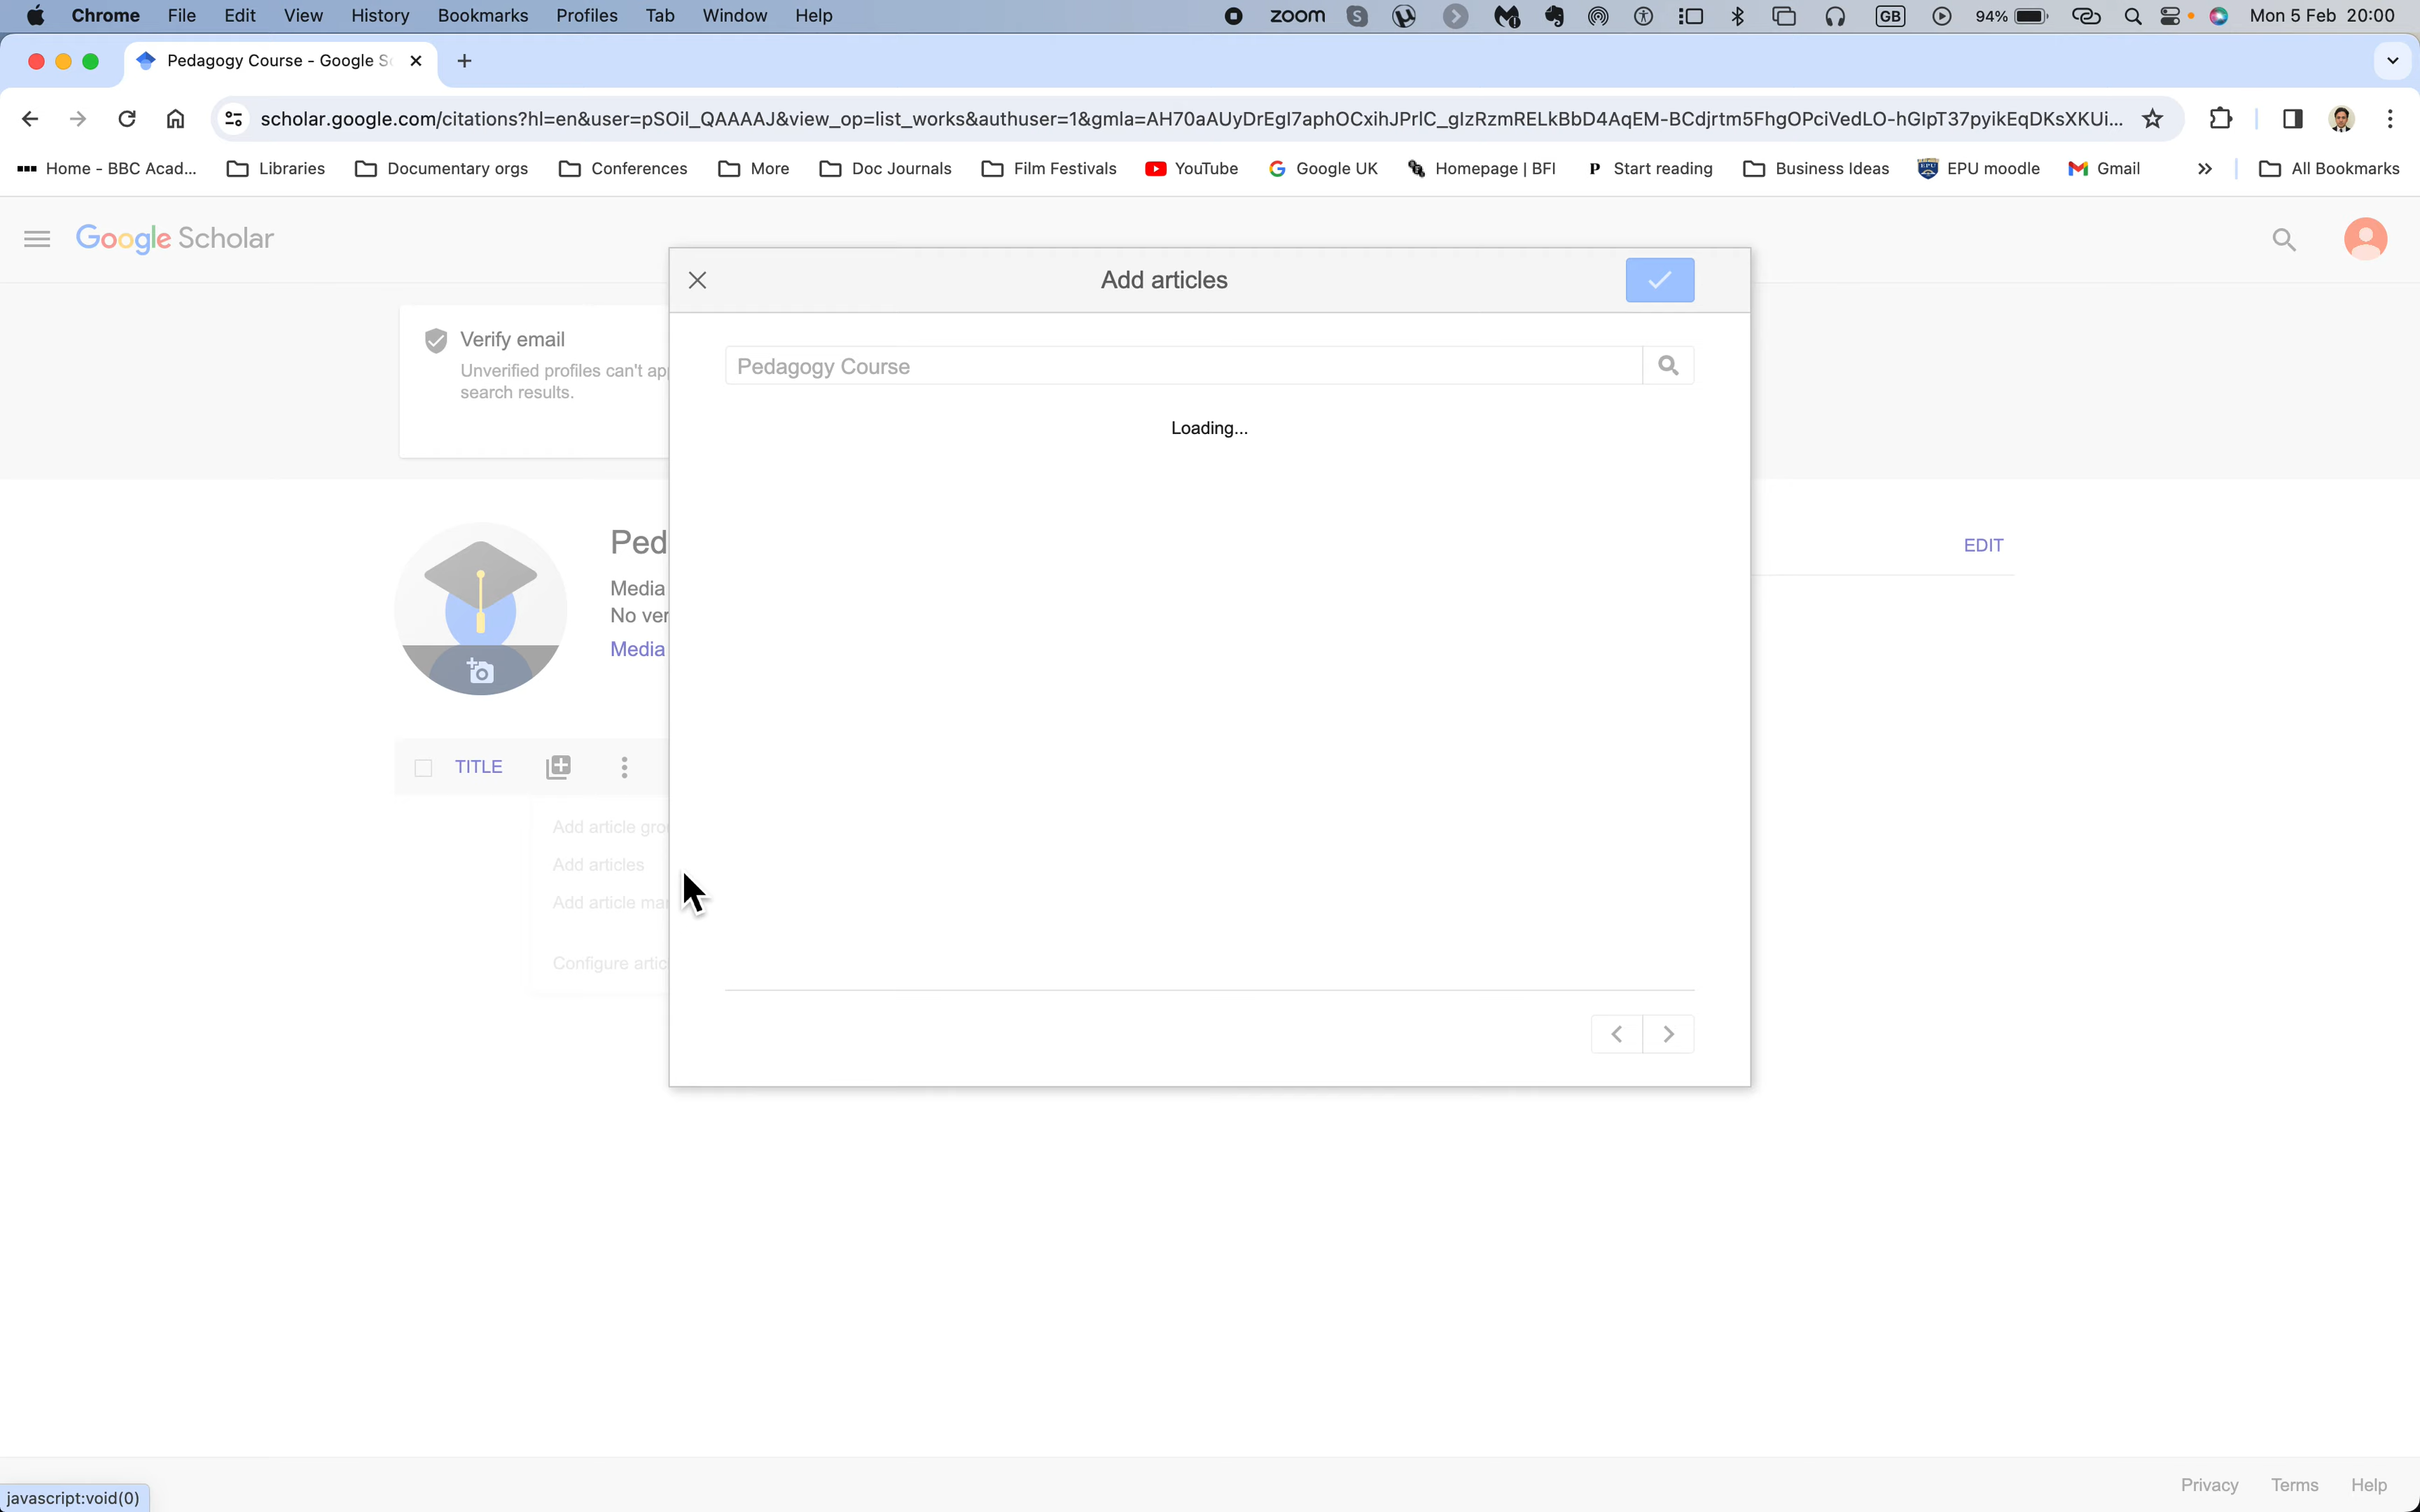 Chrome File Edit View History Bookmarks Profiles Tab Window Help zoom GB 94% Mon 5 Feb 20:00
Pedagogy Course - Google
scholar.google.com/citations?hl=en&user=pSOil_QAAAAJ&view_op=list_works&authuser=1&gmla=AH70aAUyDrEgI7aphOCxihJPrIC_glzRzmRELkBbD4AqEM-BCdjrtm5FhgOPciVedLO-hGlpT37pyikEqDKsXKUi...
Home - BBC Acad... Libraries Documentary orgs Conferences More Doc Journals Film Festivals YouTube Google UK Homepage | BFI P Start reading Business Ideas EPU moodle Gmail » All Bookmarks
Google Scholar
Add articles
Verify email
Unverified profiles can't
search results.
Pedagogy Course
Loading...
Ped
EDIT
Media
No ver
Media
TITLE
Add article
Add articles
Add article
Configure
Privacy Terms Help
javascript:void(0)